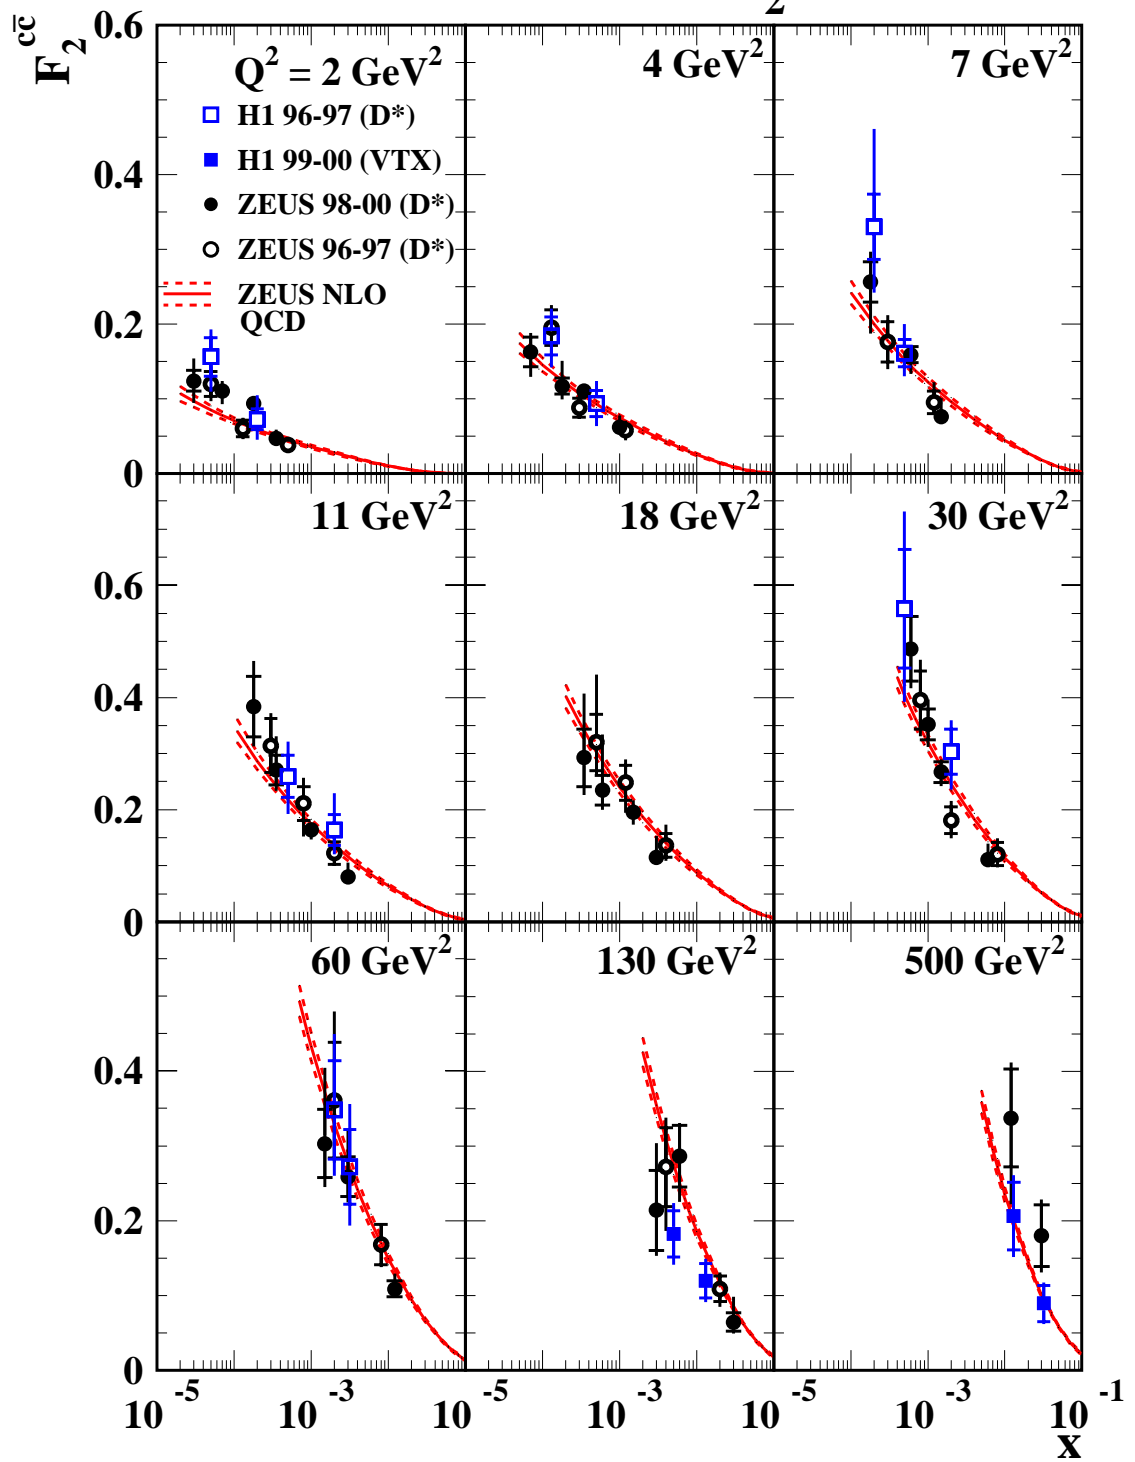 2
F₂^cc̄
0.6
Q² = 2 GeV²
4 GeV²
7 GeV²
H1 96-97 (D*)
H1 99-00 (VTX)
0.4
ZEUS 98-00 (D*)
ZEUS 96-97 (D*)
ZEUS NLO
QCD
0.2
0
11 GeV²
18 GeV²
30 GeV²
0.6
0.4
0.2
0
60 GeV²
130 GeV²
500 GeV²
0.4
0.2
0
10⁻⁵ 10⁻³ 10⁻⁵ 10⁻³ 10⁻⁵ 10⁻³ 10⁻¹
x